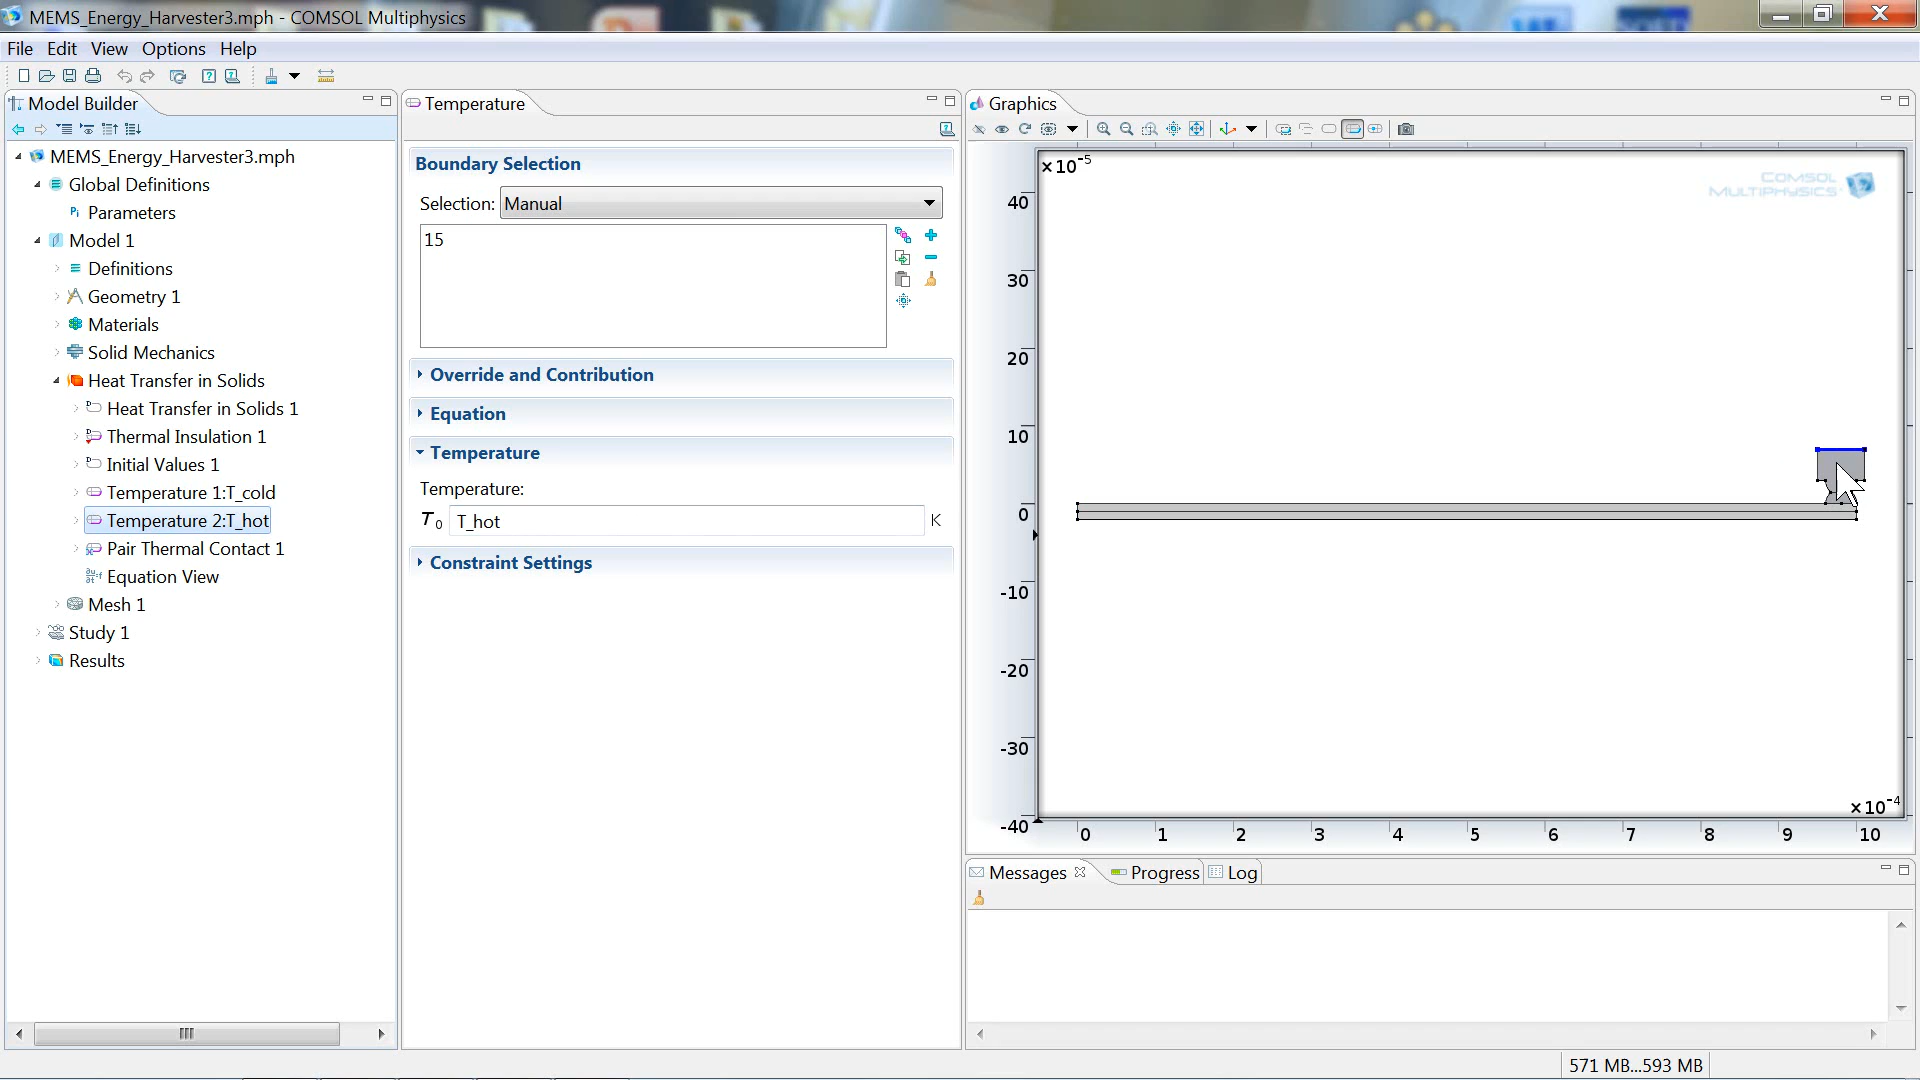 MEMS_Energy_Harvester3.mph - COMSOL Multiphysics
File Edit View Options Help
Model Builder
MEMS_Energy_Harvester3.mph
Global Definitions
Pi Parameters
Model 1
Definitions
Geometry 1
Materials
Solid Mechanics
Heat Transfer in Solids
Heat Transfer in Solids 1
Thermal Insulation 1
Initial Values 1
Temperature 1:T_cold
Temperature 2:T_hot
Pair Thermal Contact 1
Equation View
Mesh 1
Study 1
Results
Temperature
Boundary Selection
Selection: Manual
15
Override and Contribution
Equation
Temperature
Temperature:
T0 T_hot K
Constraint Settings
Graphics
×10-5
COMSOL
MULTIPHYSICS
40
30
20
10
0
-10
-20
-30
-40
×10-4
0 1 2 3 4 5 6 7 8 9 10
Messages Progress Log
571 MB...593 MB